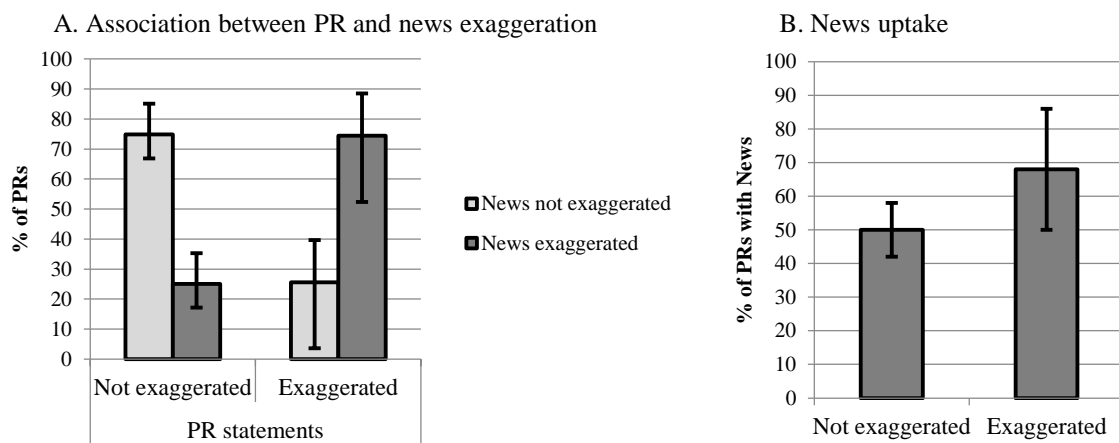 A. Association between PR and news exaggeration
100
90
80
70
60
50
40
30
20
10
0
% of PRs
Not exaggerated
Exaggerated
PR statements
News not exaggerated
News exaggerated
B. News uptake
100
90
80
70
60
50
40
30
20
10
0
% of PRs with News
Not exaggerated
Exaggerated